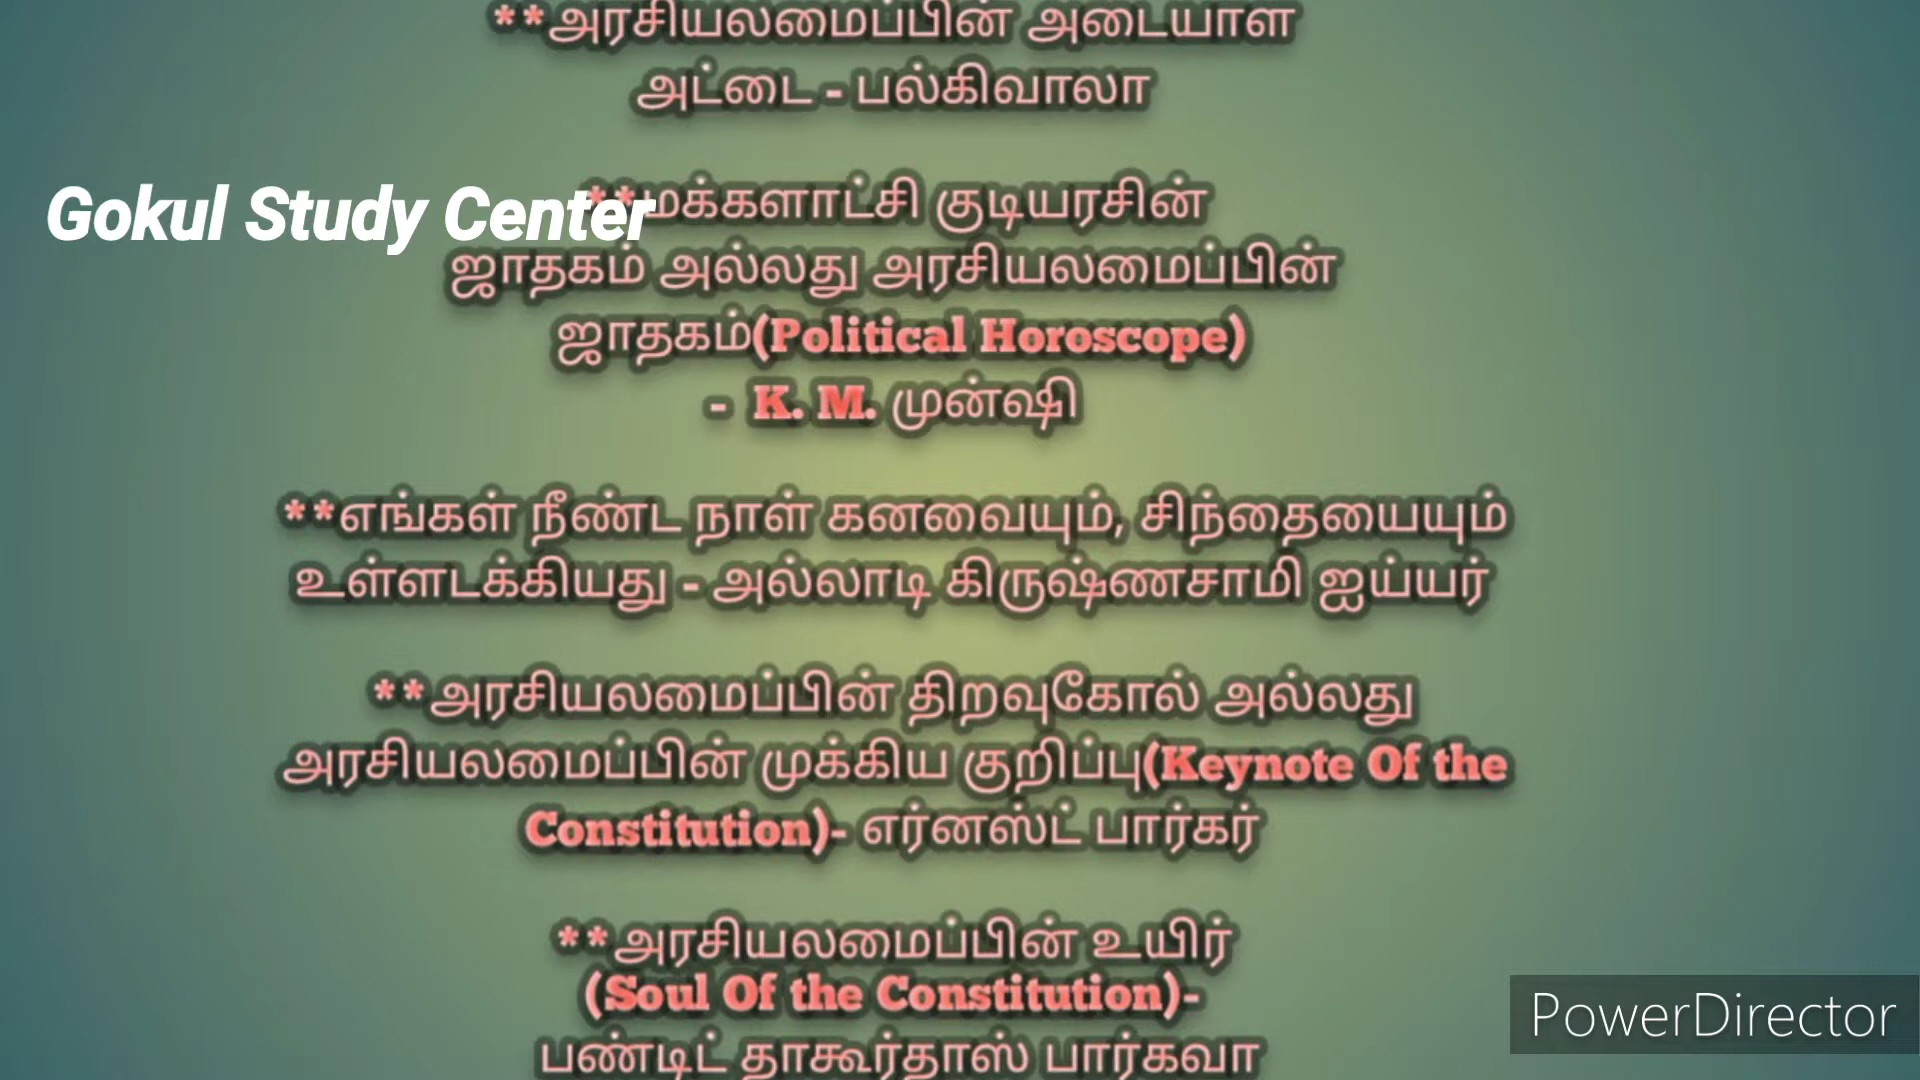 **அரசியலமைப்பின் அடையாள
அட்டை - பல்கிவாலா
Gokul Study Center
**மக்களாட்சி குடியரசின்
ஜாதகம் அல்லது அரசியலமைப்பின்
ஜாதகம்(Political Horoscope)
- K. M. முன்ஷி
**எங்கள் நீண்ட நாள் கனவையும், சிந்தையையும்
உள்ளடக்கியது - அல்லாடி கிருஷ்ணசாமி ஐய்யர்
**அரசியலமைப்பின் திறவுகோல் அல்லது
அரசியலமைப்பின் முக்கிய குறிப்பு(Keynote Of the
Constitution)- எர்னஸ்ட் பார்கர்
**அரசியலமைப்பின் உயிர்
(Soul Of the Constitution)-
பண்டிட் தாகூர்தாஸ் பார்கவா
PowerDirector